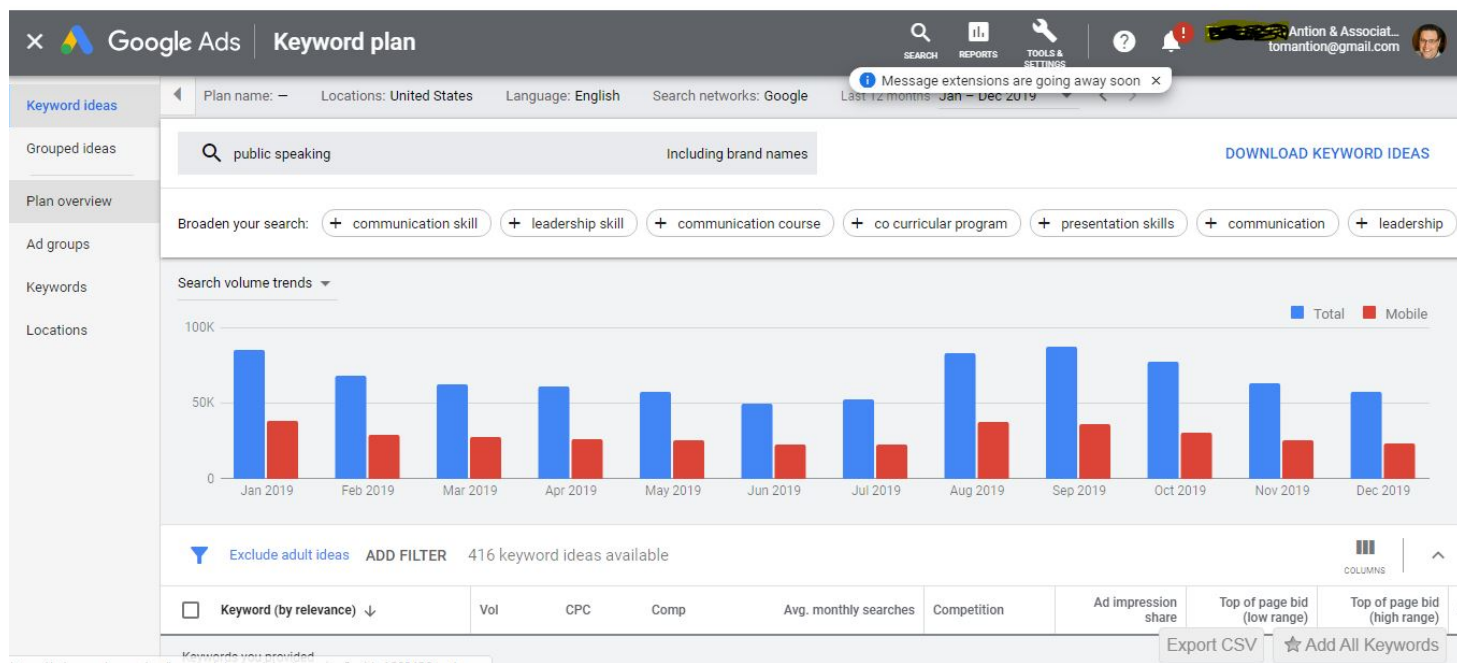 × Google Ads Keyword plan
SEARCH
REPORTS
TOOLS &
SETTINGS
?
!
Antion & Associat...
tomantion@gmail.com
Message extensions are going away soon ×
Keyword ideas
Grouped ideas
Plan overview
Ad groups
Keywords
Locations
Plan name: – Locations: United States Language: English Search networks: Google Last 12 months Jan – Dec 2019
public speaking Including brand names
DOWNLOAD KEYWORD IDEAS
Broaden your search: + communication skill + leadership skill + communication course + co curricular program + presentation skills + communication + leadership
Search volume trends
Total Mobile
100K
50K
0
Jan 2019 Feb 2019 Mar 2019 Apr 2019 May 2019 Jun 2019 Jul 2019 Aug 2019 Sep 2019 Oct 2019 Nov 2019 Dec 2019
Exclude adult ideas ADD FILTER 416 keyword ideas available
COLUMNS
Keyword (by relevance) ↓ Vol CPC Comp Avg. monthly searches Competition Ad impression share Top of page bid (low range) Top of page bid (high range)
Keywords you provided
Export CSV Add All Keywords